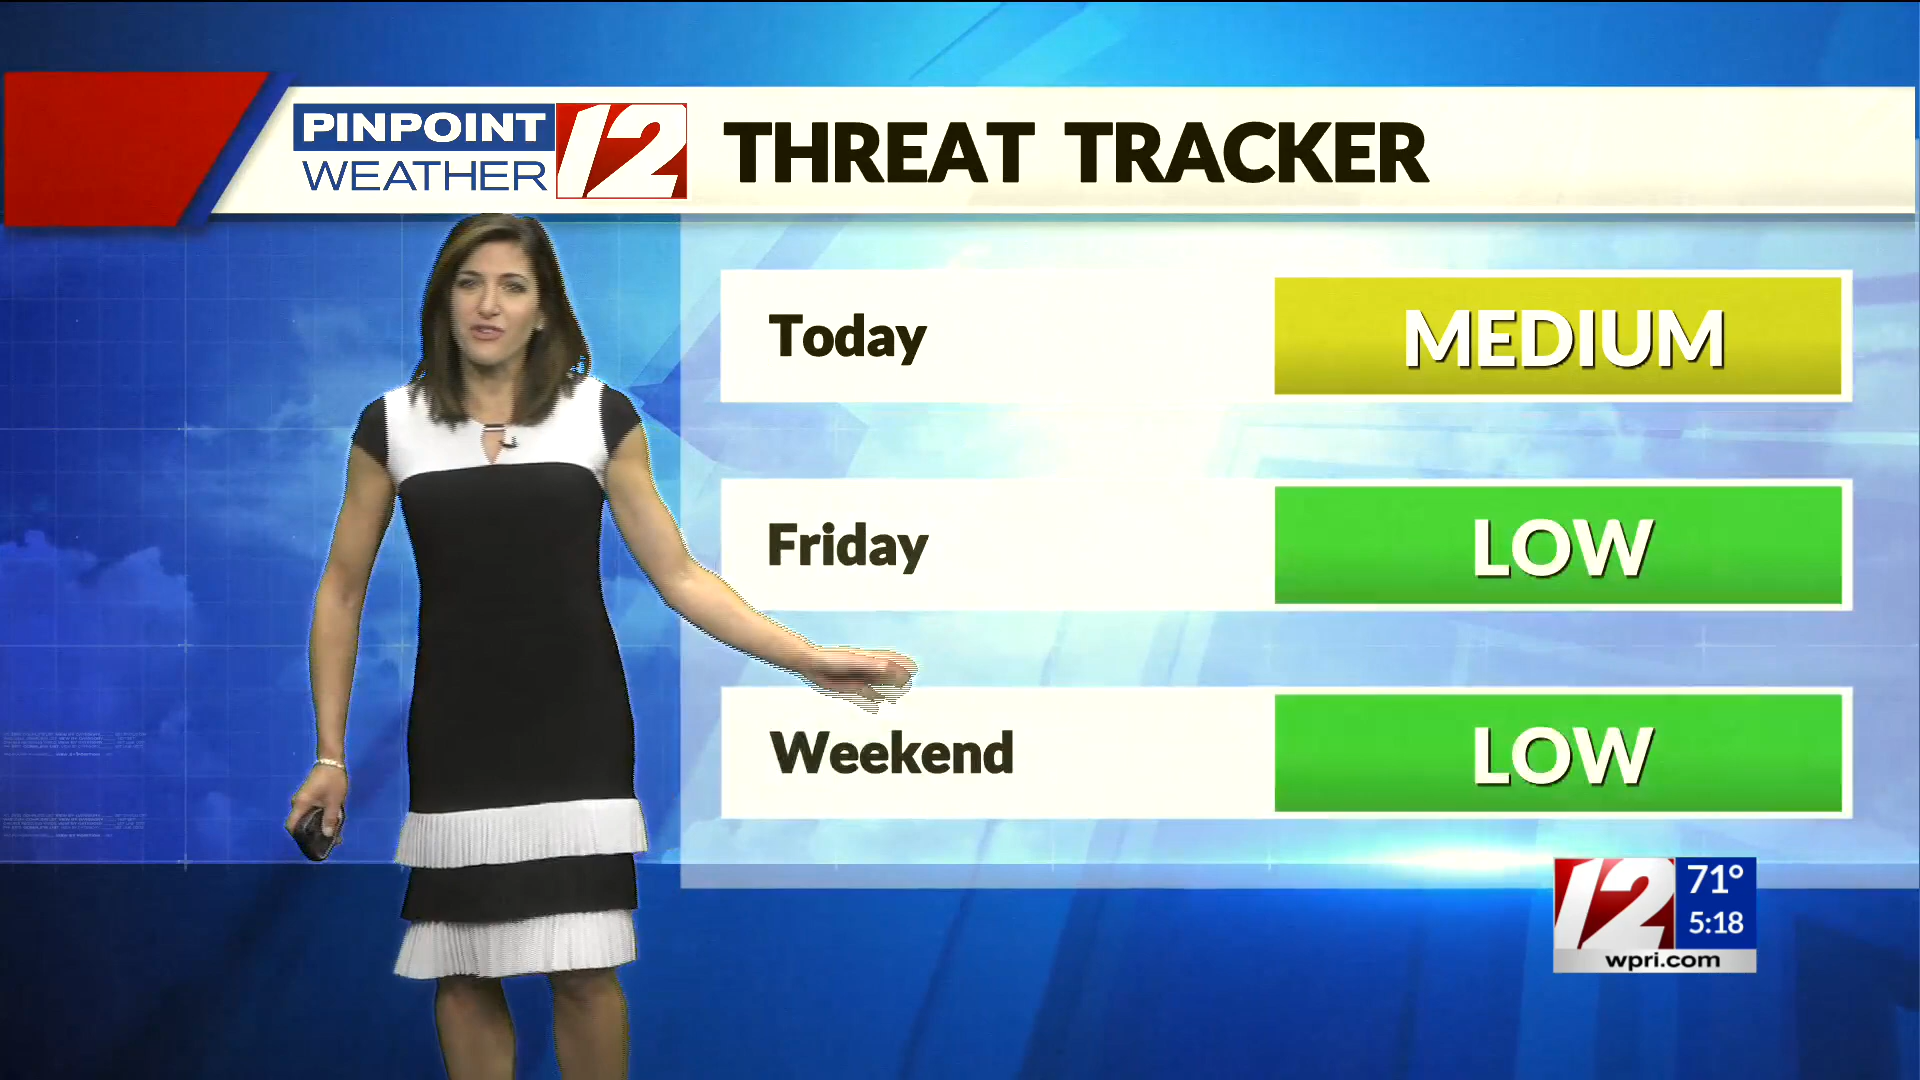 PINPOINT
WEATHER
12
THREAT TRACKER
Today
MEDIUM
Friday
LOW
Weekend
LOW
12
71°
5:18
wpri.com